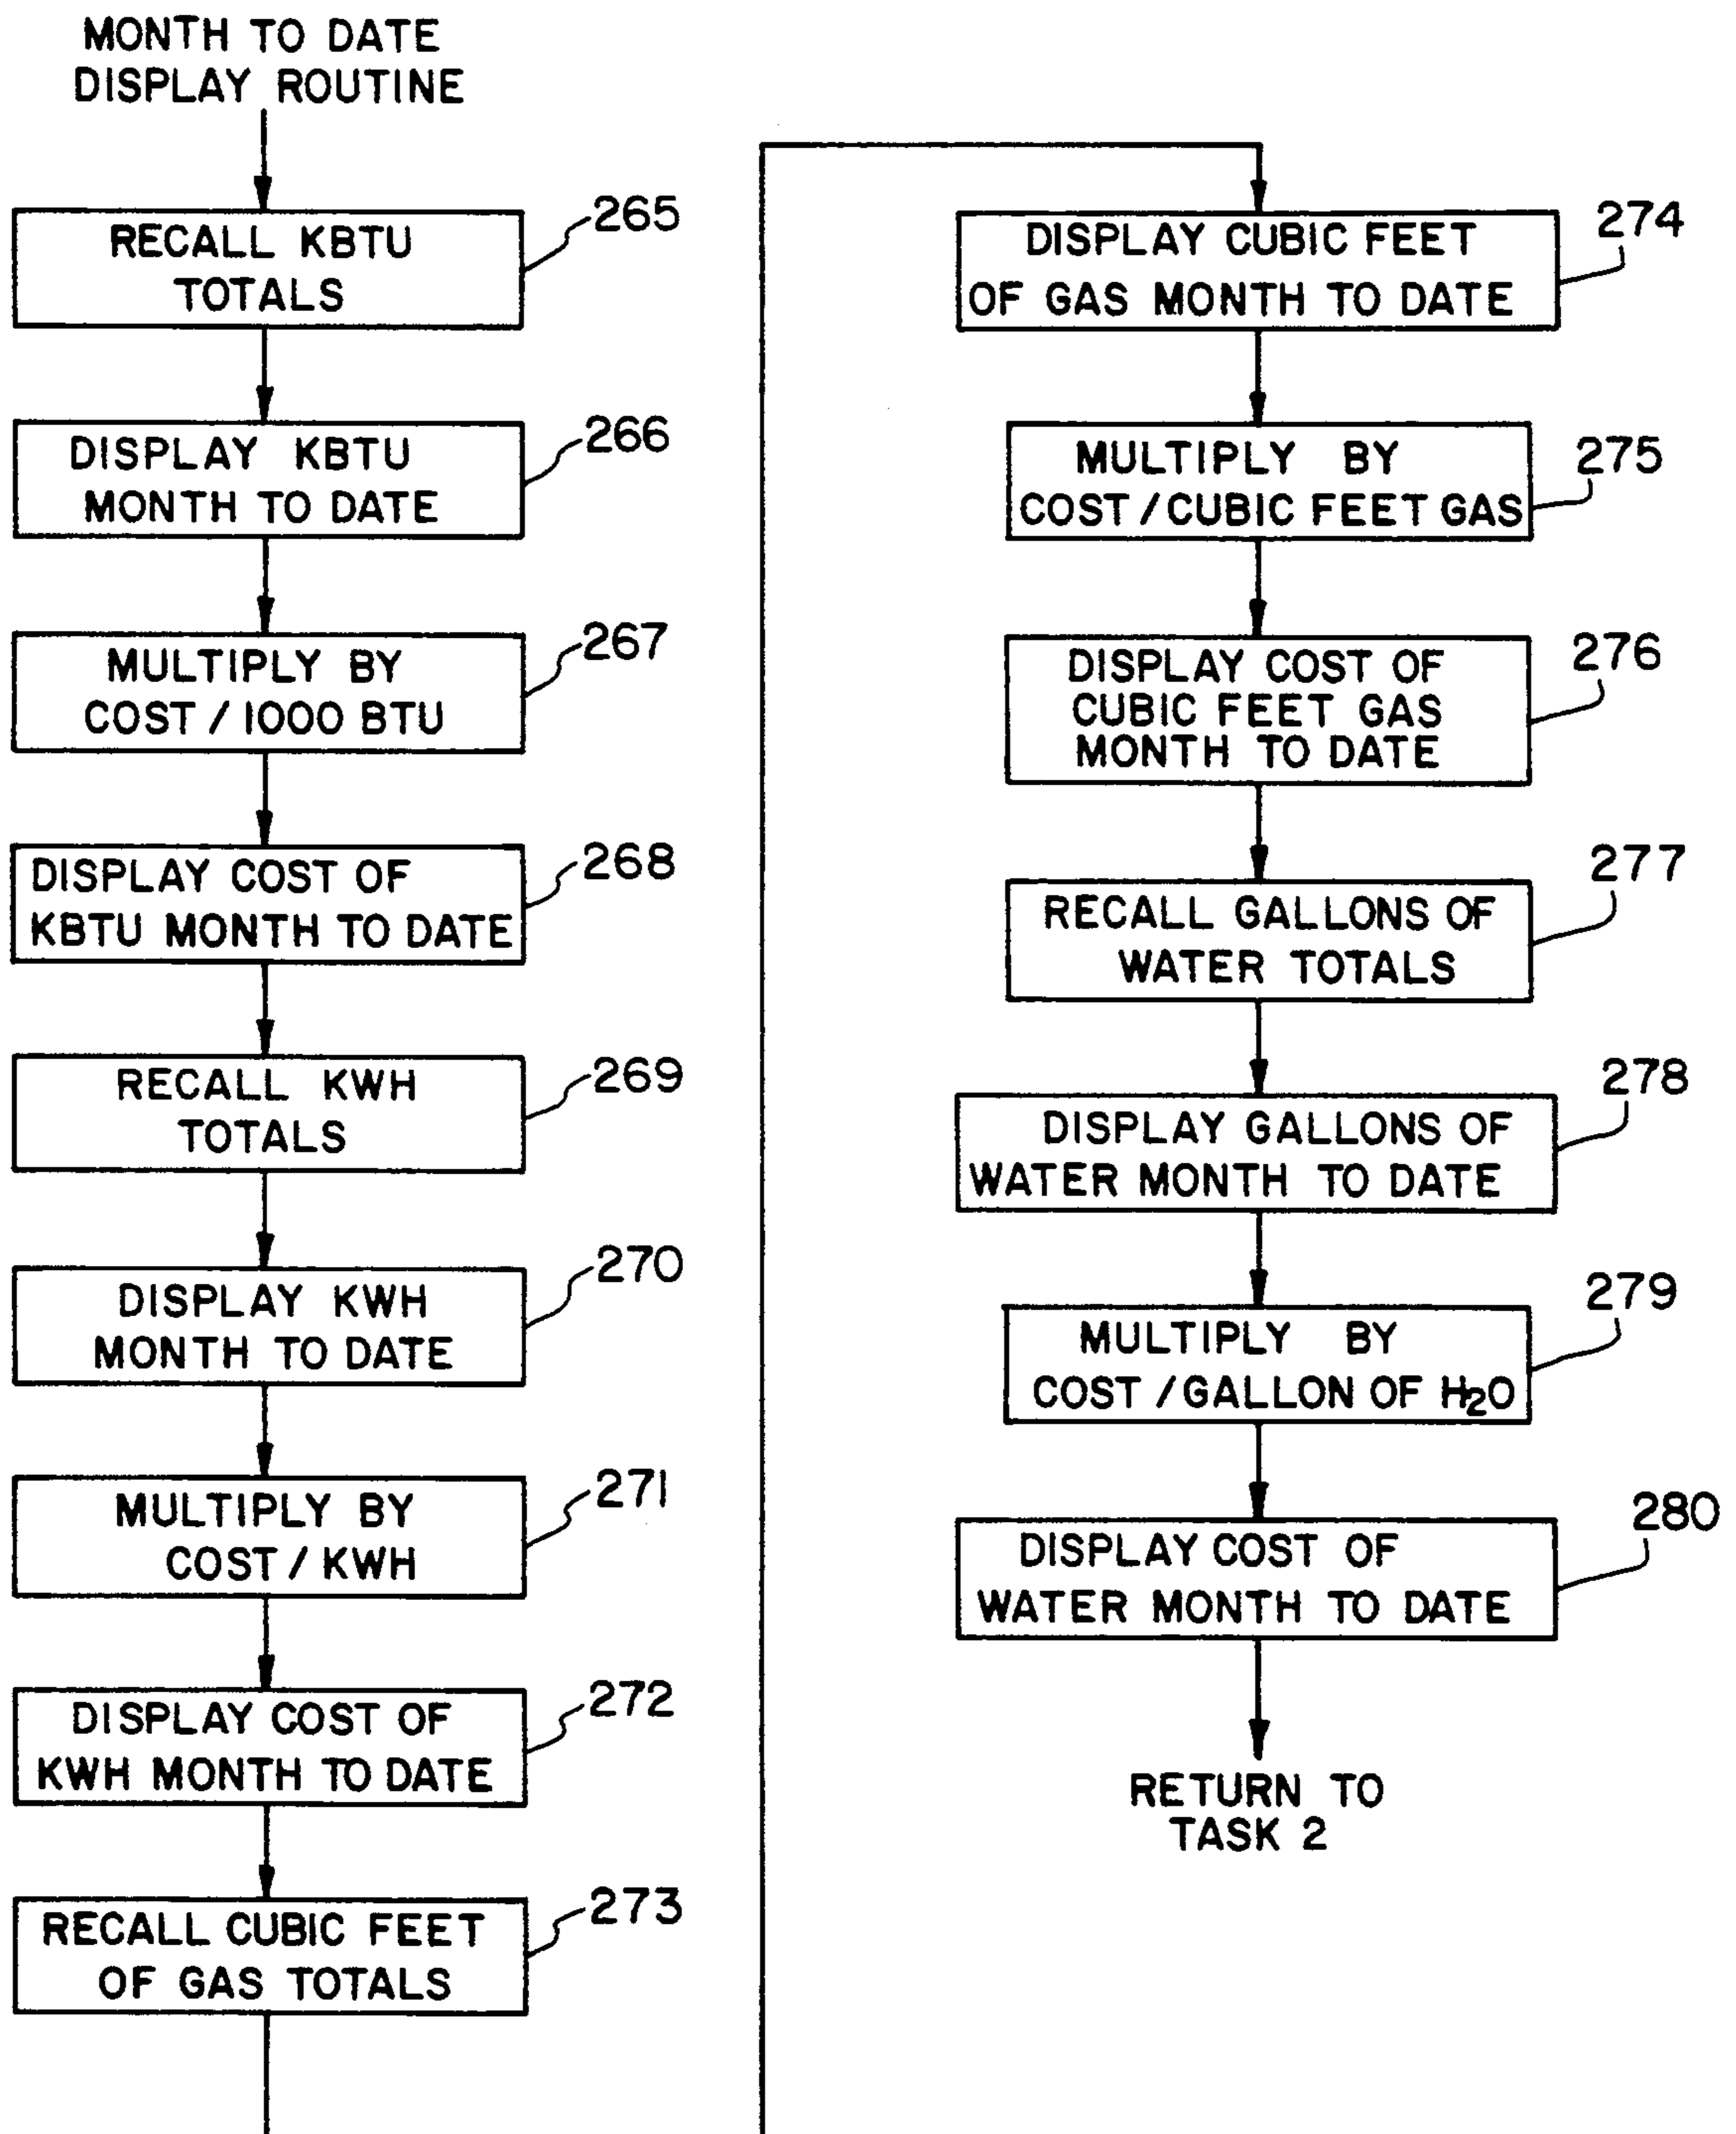 MONTH TO DATE
DISPLAY ROUTINE
RECALL KBTU
TOTALS
265
DISPLAY KBTU
MONTH TO DATE
266
MULTIPLY BY
COST / 1000 BTU
267
DISPLAY COST OF
KBTU MONTH TO DATE
268
RECALL KWH
TOTALS
269
DISPLAY KWH
MONTH TO DATE
270
MULTIPLY BY
COST / KWH
271
DISPLAY COST OF
KWH MONTH TO DATE
272
RECALL CUBIC FEET
OF GAS TOTALS
273
DISPLAY CUBIC FEET
OF GAS MONTH TO DATE
274
MULTIPLY BY
COST / CUBIC FEET GAS
275
DISPLAY COST OF
CUBIC FEET GAS
MONTH TO DATE
276
RECALL GALLONS OF
WATER TOTALS
277
DISPLAY GALLONS OF
WATER MONTH TO DATE
278
MULTIPLY BY
COST / GALLON OF H₂O
279
DISPLAY COST OF
WATER MONTH TO DATE
280
RETURN TO
TASK 2